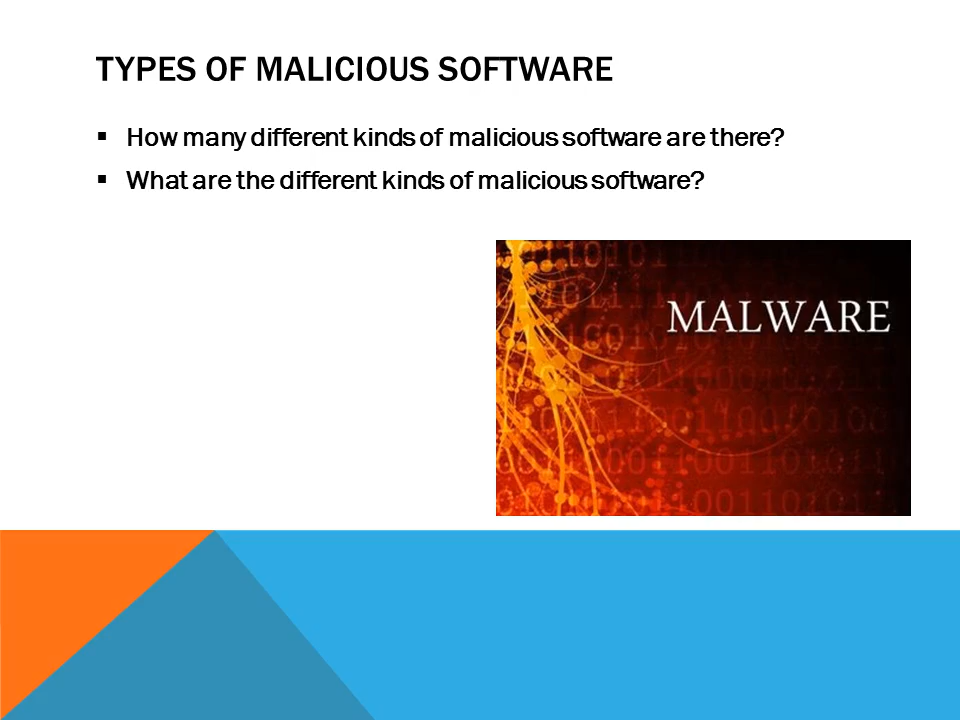 TYPES OF MALICIOUS SOFTWARE
▪ How many different kinds of malicious software are there?
▪ What are the different kinds of malicious software?
MALWARE